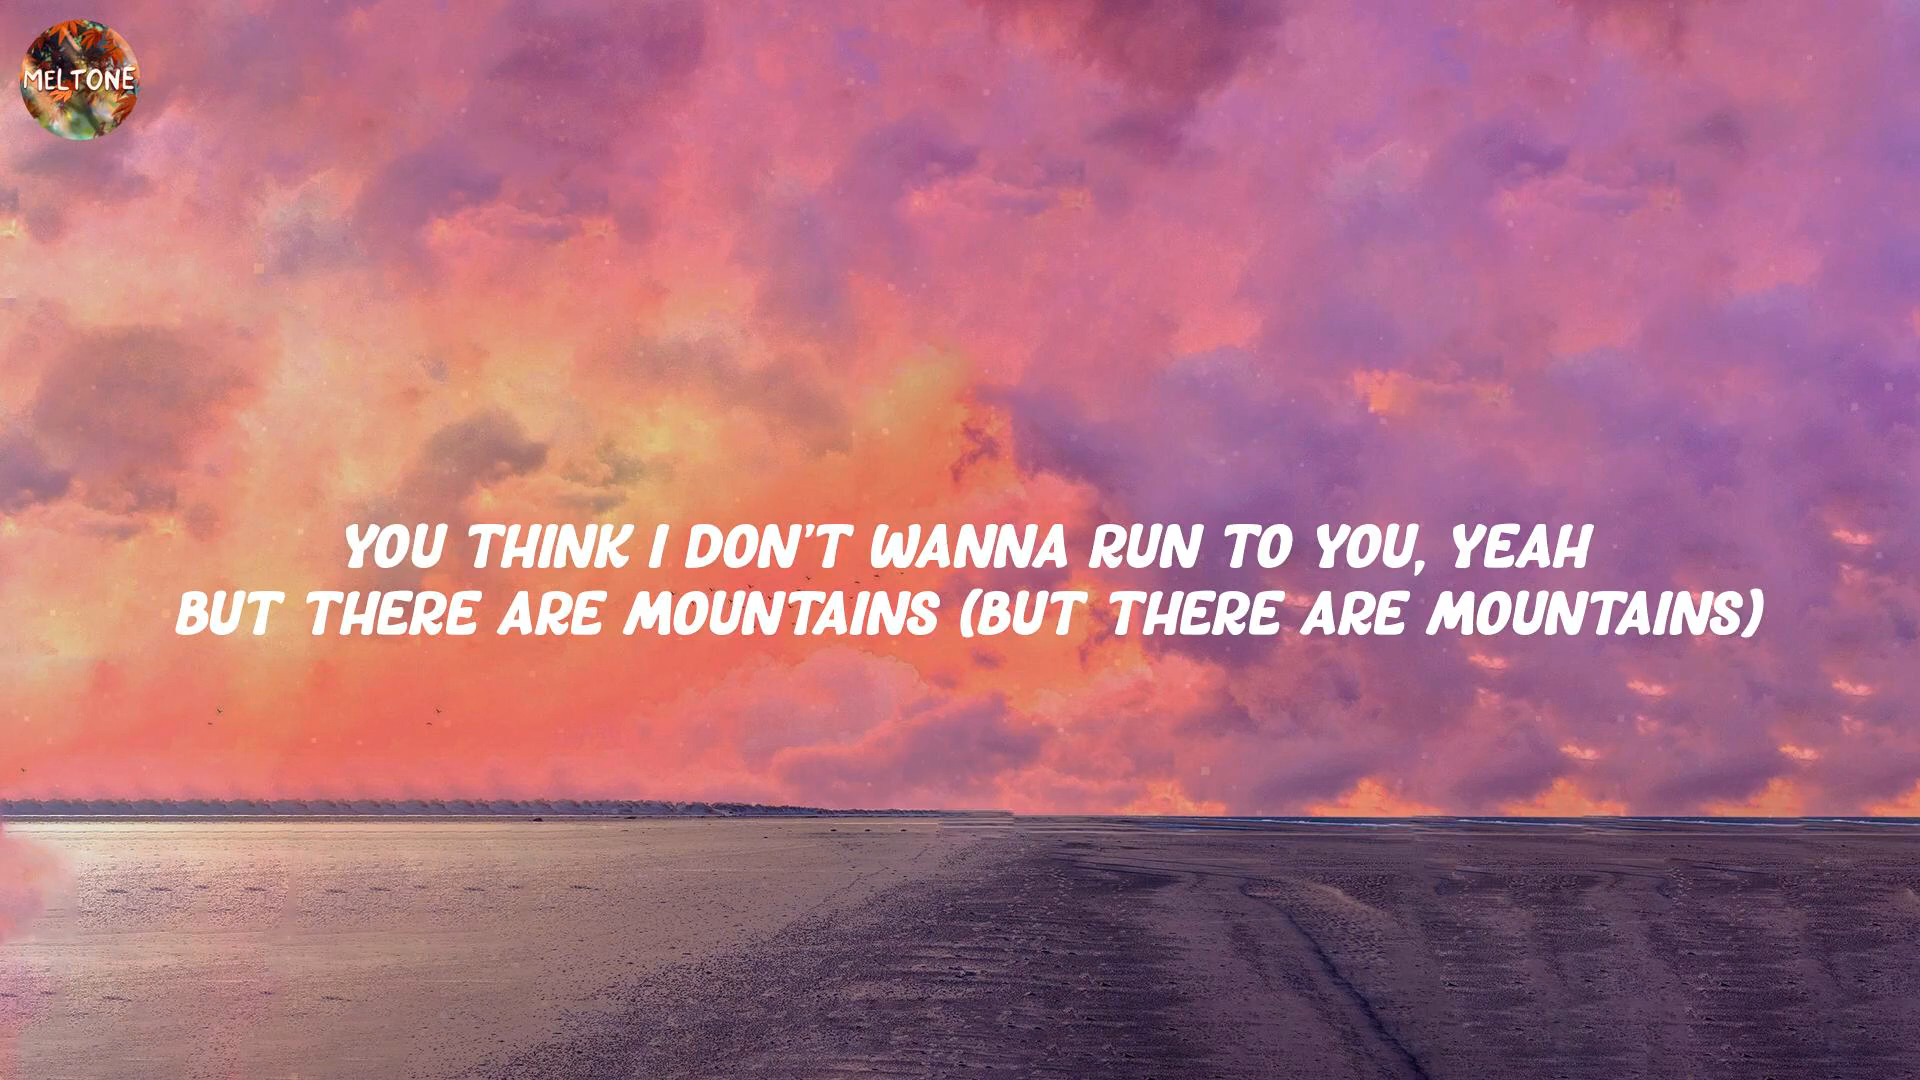 MELTONE
YOU THINK I DON'T WANNA RUN TO YOU, YEAH
BUT THERE ARE MOUNTAINS (BUT THERE ARE MOUNTAINS)